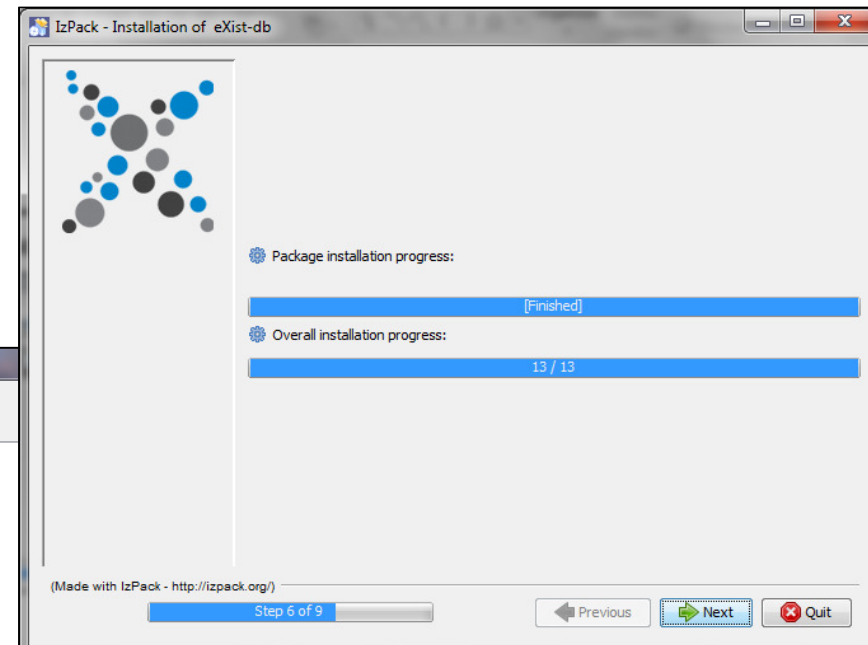 IzPack - Installation of eXist-db
Package installation progress:
[Finished]
Overall installation progress:
13 / 13
(Made with IzPack - http://izpack.org/)
Step 6 of 9
Previous
Next
Quit